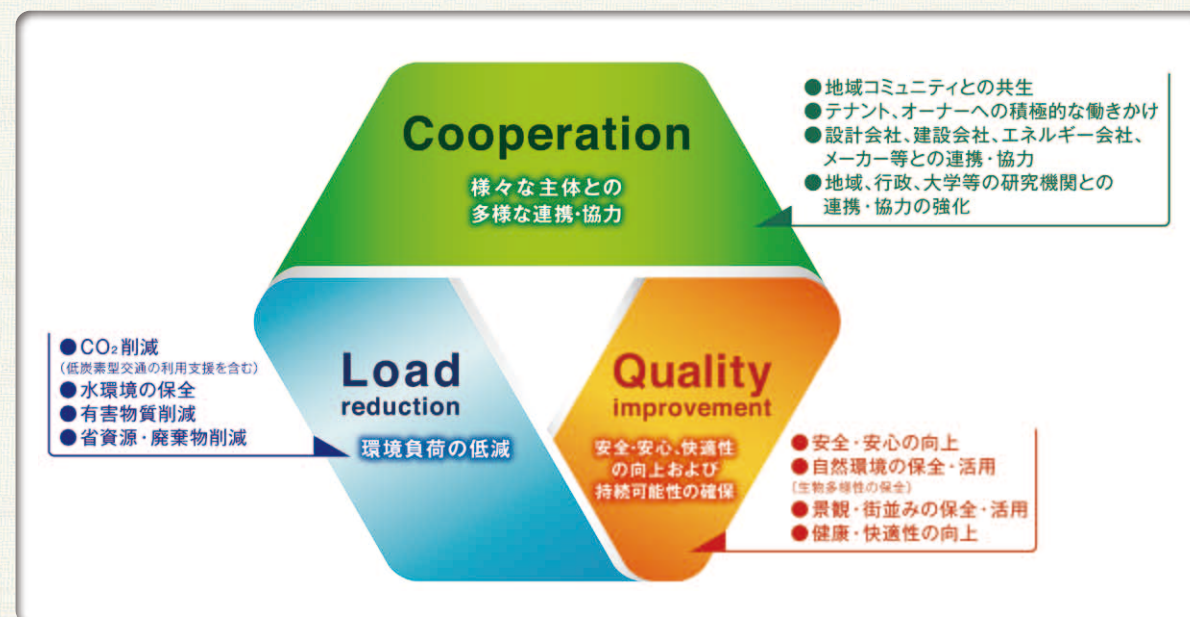 Cooperation
様々な主体との
多様な連携・協力
●地域コミュニティとの共生
●テナント、オーナーへの積極的な働きかけ
●設計会社、建設会社、エネルギー会社、
メーカー等との連携・協力
●地域、行政、大学等の研究機関との
連携・協力の強化
●CO₂削減
(低炭素型交通の利用支援を含む)
●水環境の保全
●有害物質削減
●省資源・廃棄物削減
Load
reduction
環境負荷の低減
Quality
improvement
安全・安心、快適性
の向上および
持続可能性の確保
●安全・安心の向上
●自然環境の保全・活用
(生物多様性の保全)
●景観・街並みの保全・活用
●健康・快適性の向上